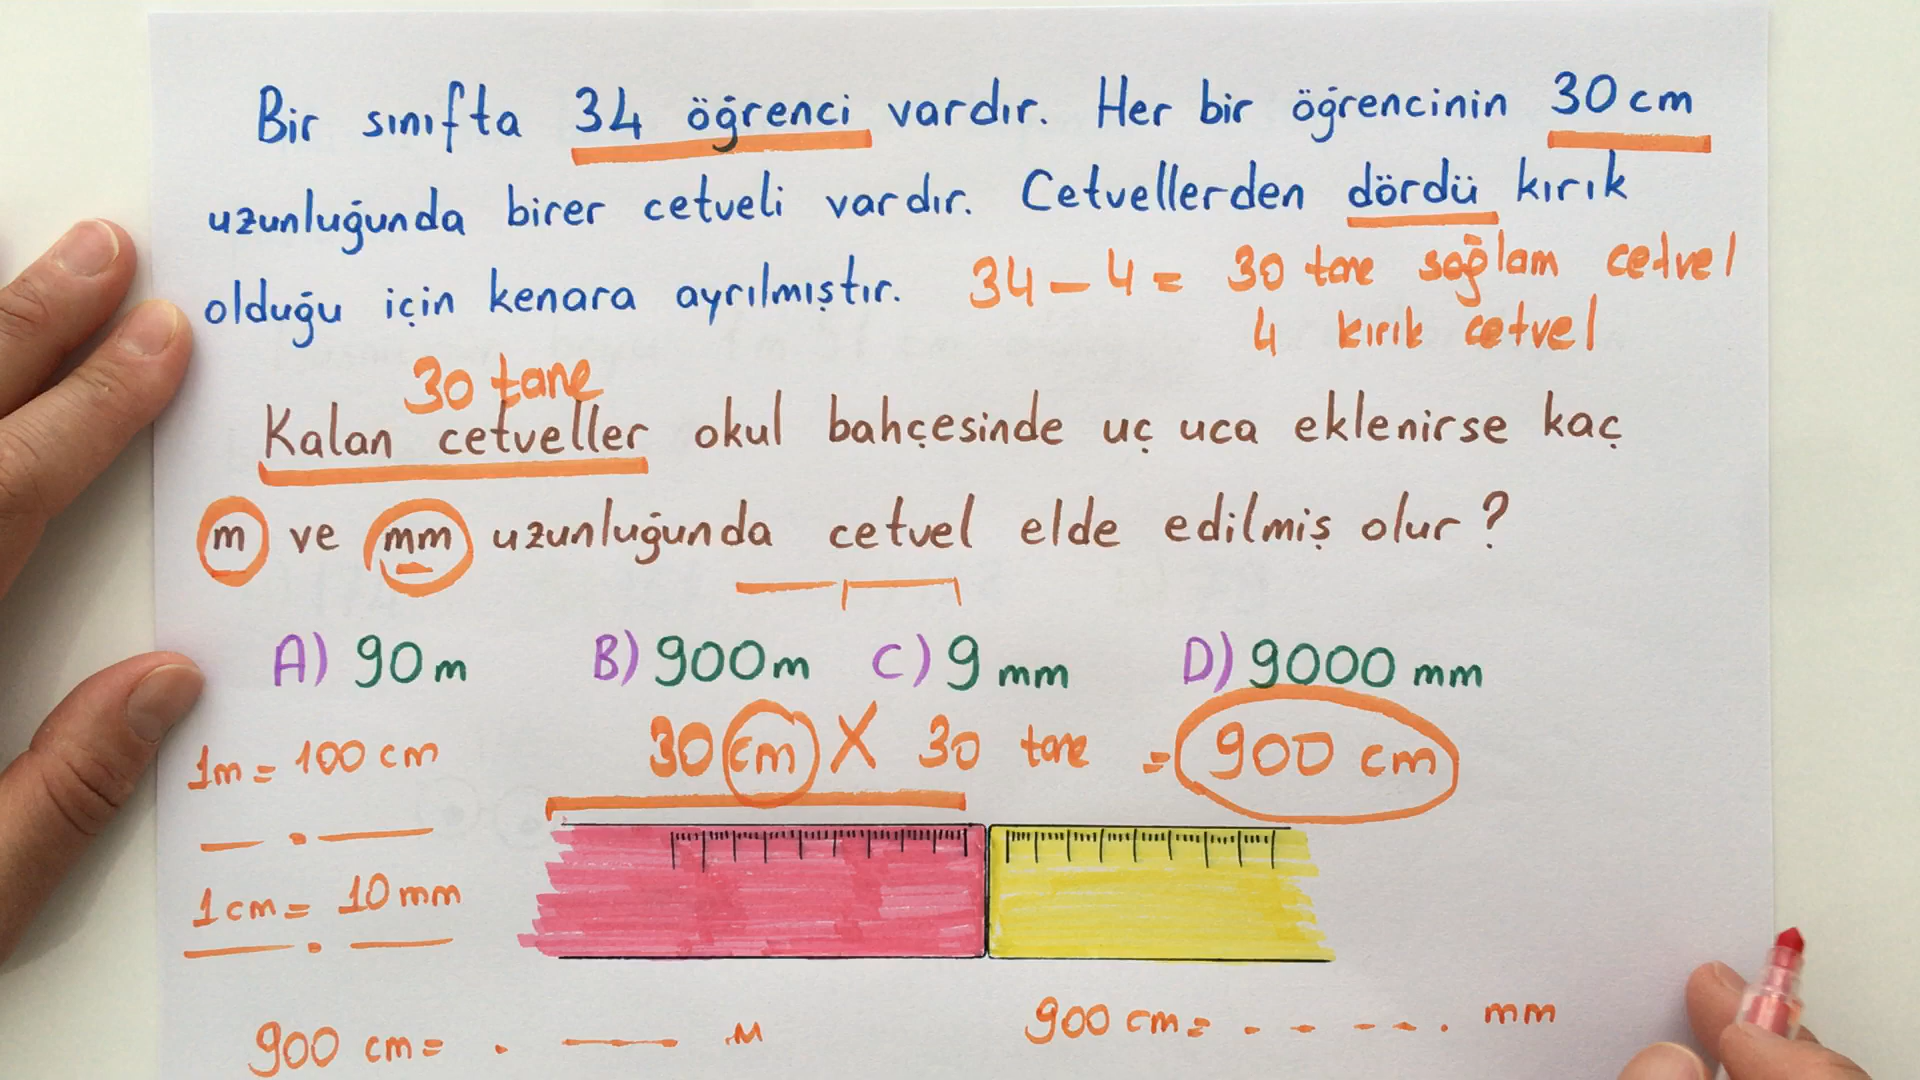 Bir sınıfta 34 öğrenci vardır. Her bir öğrencinin 30 cm
uzunluğunda birer cetveli vardır. Cetvellerden dördü kırık
olduğu için kenara ayrılmıştır. 34 - 4 = 30 tane sağlam cetvel
4 kırık cetvel
30 tane
Kalan cetveller okul bahçesinde uç uca eklenirse kaç
m ve mm uzunluğunda cetvel elde edilmiş olur?
A) 90 m B) 900 m C) 9 mm D) 9000 mm
30 cm X 30 tane = 900 cm
1m = 100 cm
1 cm = 10 mm
900 cm = . — M
900 cm = - - - - . mm